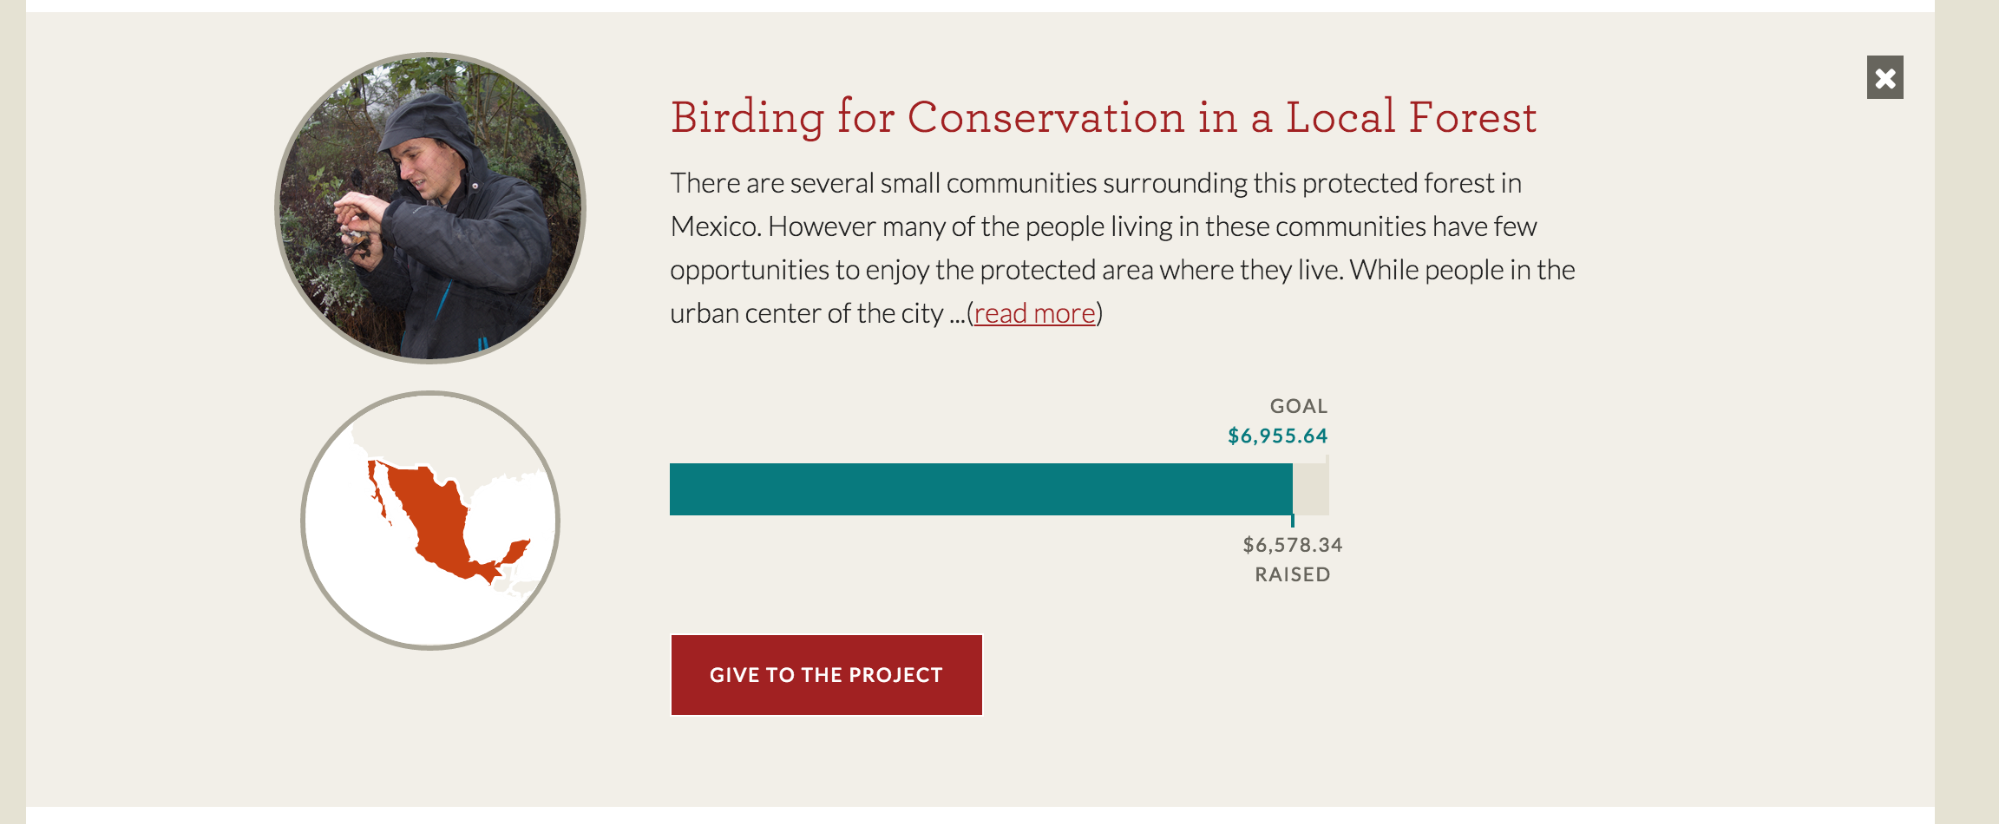 Birding for Conservation in a Local Forest
There are several small communities surrounding this protected forest in
Mexico. However many of the people living in these communities have few
opportunities to enjoy the protected area where they live. While people in the
urban center of the city ...(read more)
GOAL
$6,955.64
$6,578.34
RAISED
GIVE TO THE PROJECT